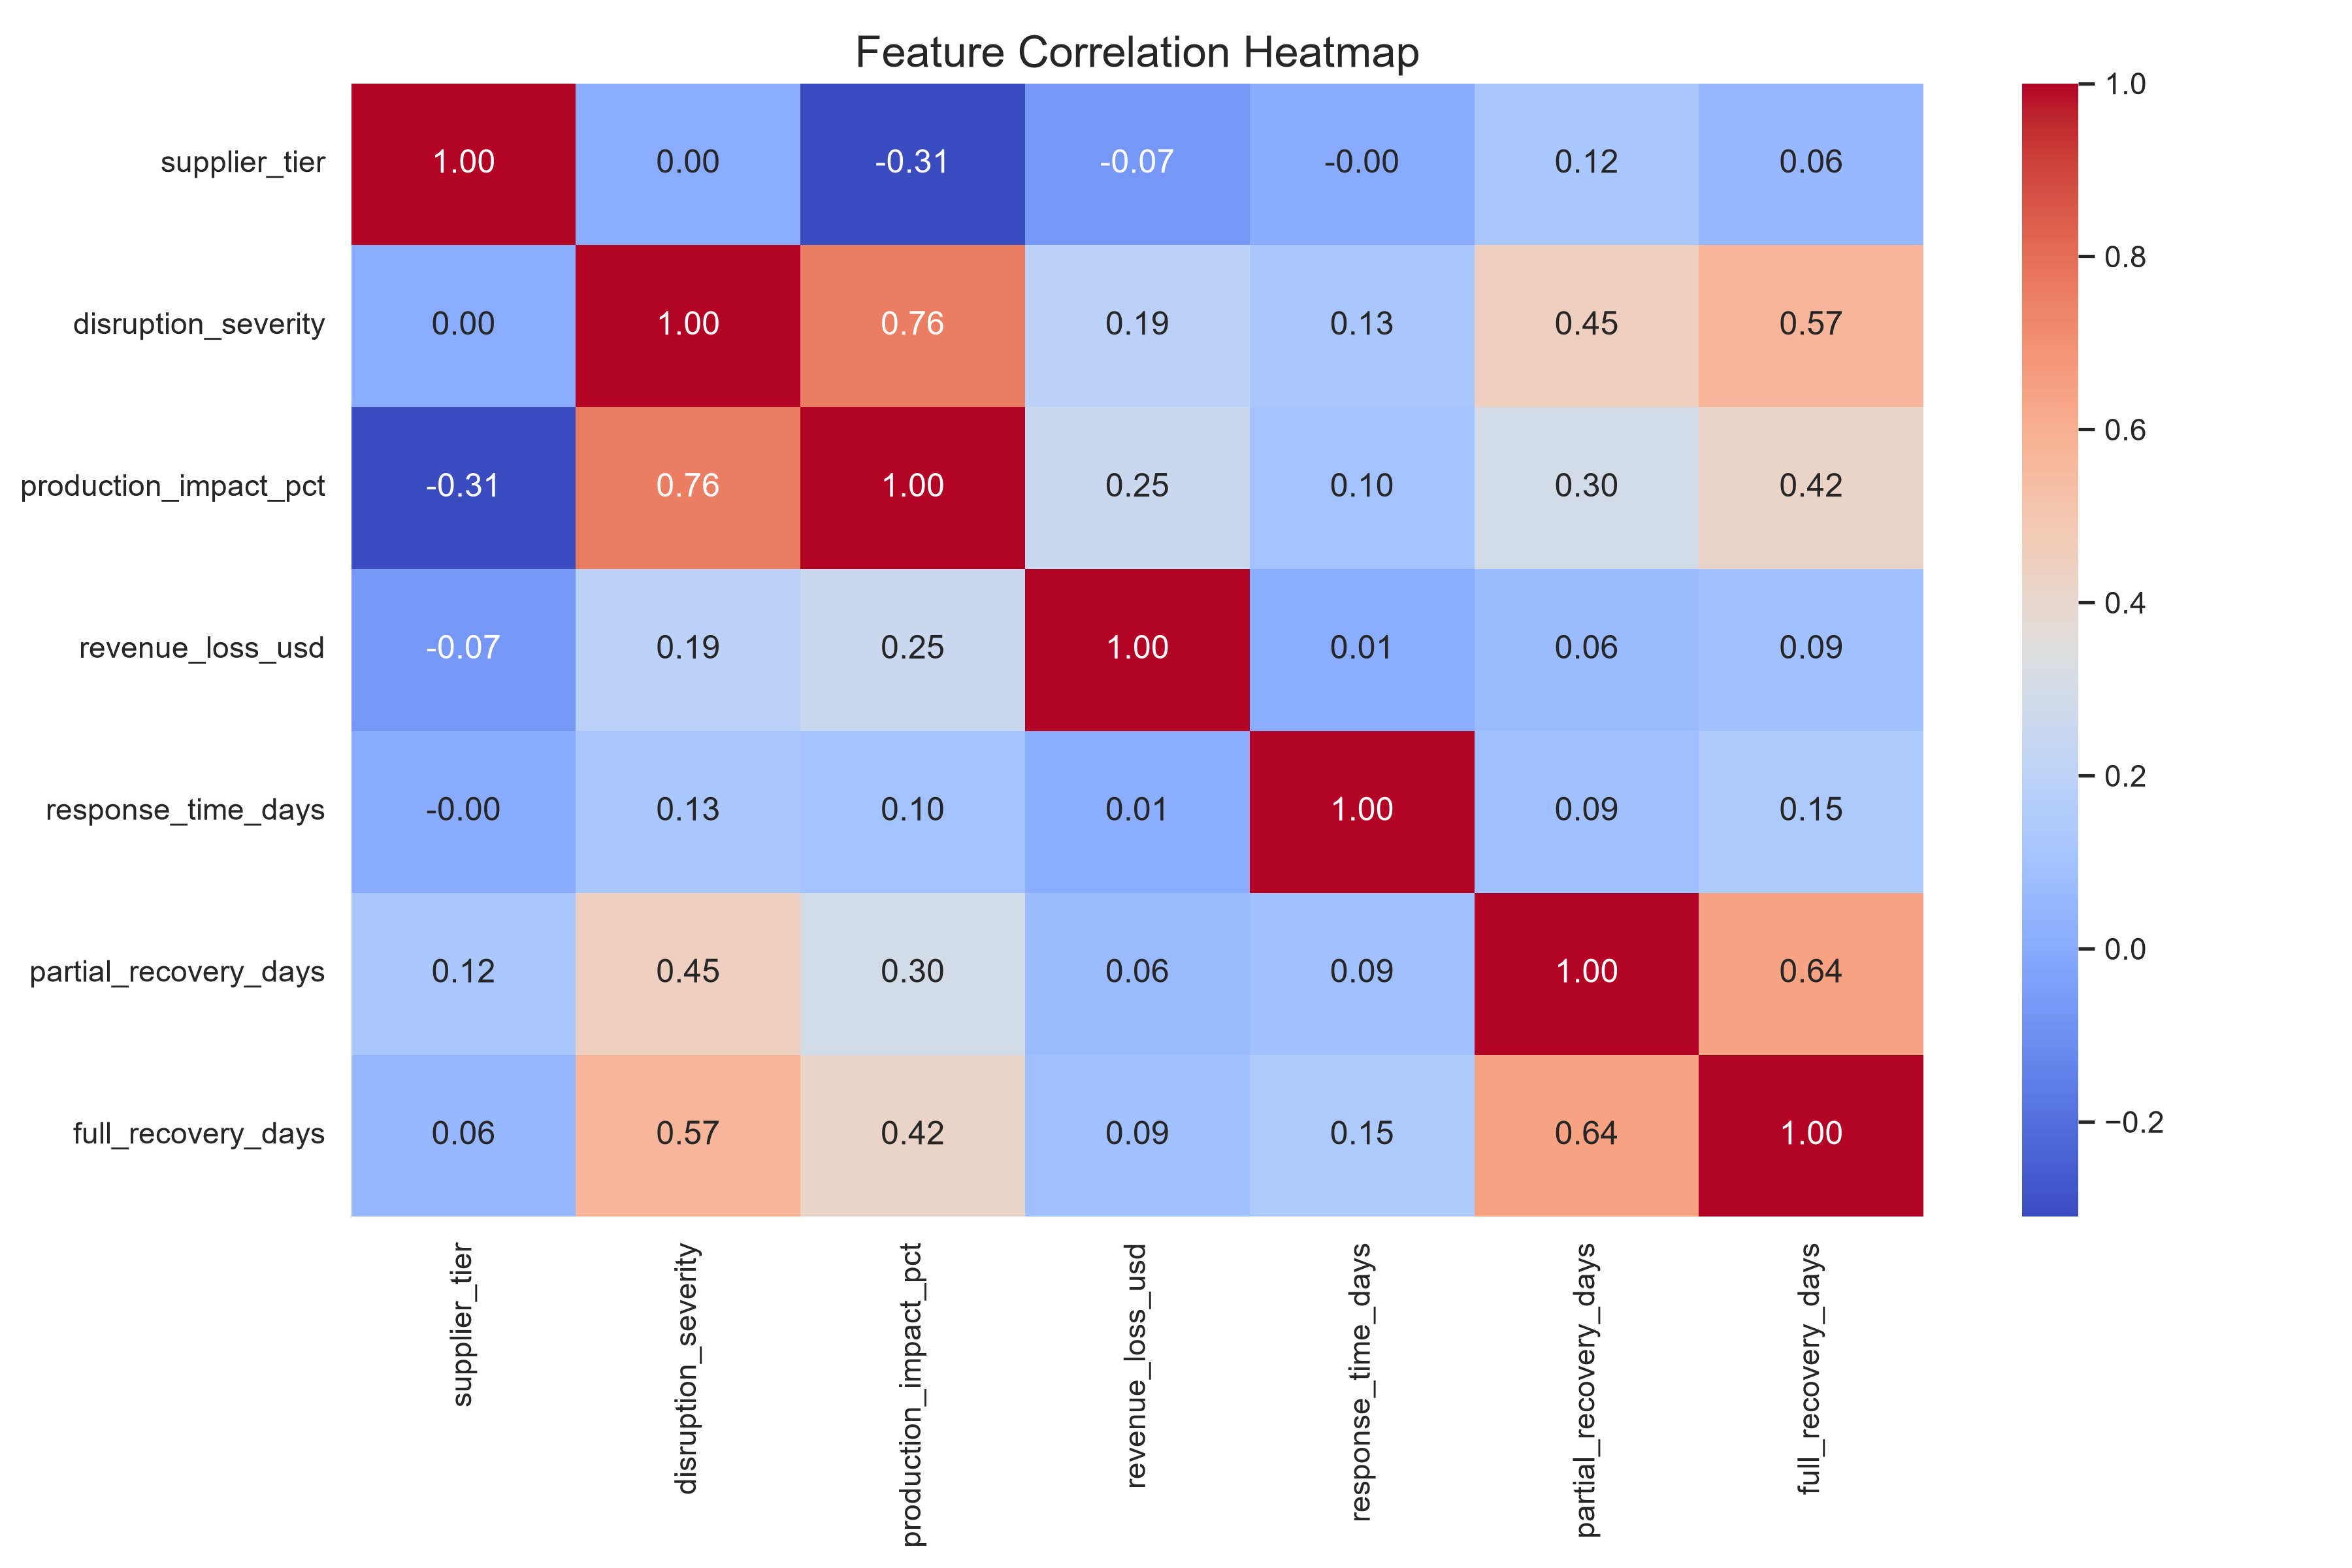 Feature Correlation Heatmap
supplier_tier 1.00 0.00 -0.31 -0.07 -0.00 0.12 0.06
disruption_severity 0.00 1.00 0.76 0.19 0.13 0.45 0.57
production_impact_pct -0.31 0.76 1.00 0.25 0.10 0.30 0.42
revenue_loss_usd -0.07 0.19 0.25 1.00 0.01 0.06 0.09
response_time_days -0.00 0.13 0.10 0.01 1.00 0.09 0.15
partial_recovery_days 0.12 0.45 0.30 0.06 0.09 1.00 0.64
full_recovery_days 0.06 0.57 0.42 0.09 0.15 0.64 1.00
supplier_tier
disruption_severity
production_impact_pct
revenue_loss_usd
response_time_days
partial_recovery_days
full_recovery_days
1.0
0.8
0.6
0.4
0.2
0.0
−0.2